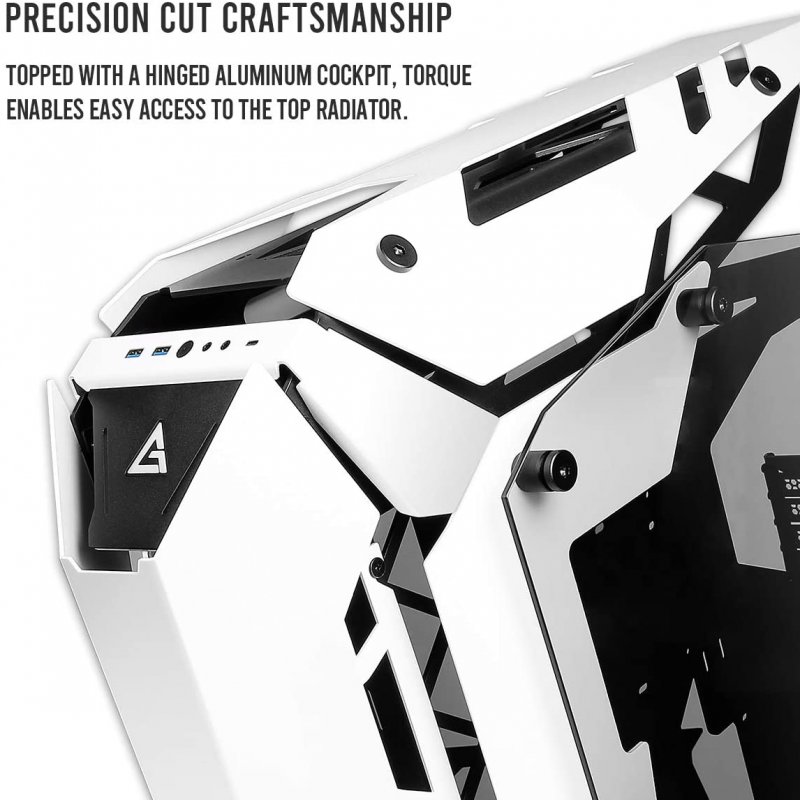 PRECISION CUT CRAFTSMANSHIP
TOPPED WITH A HINGED ALUMINUM COCKPIT, TORQUE
ENABLES EASY ACCESS TO THE TOP RADIATOR.